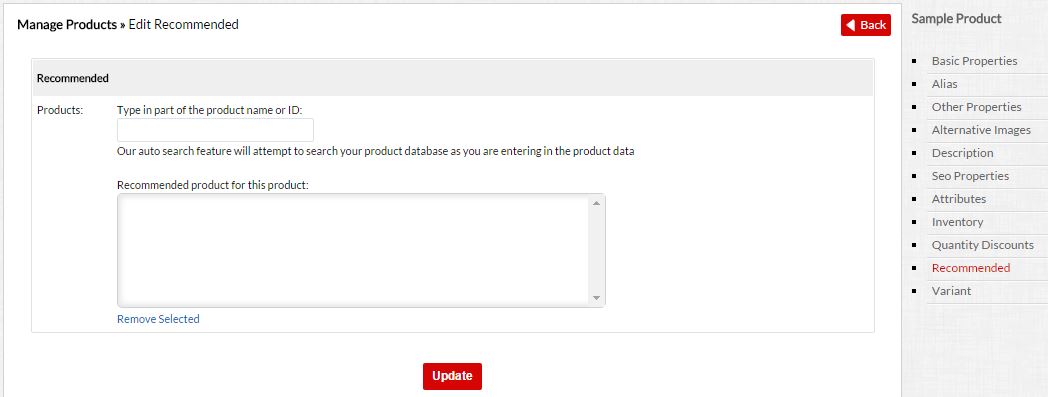 Manage Products » Edit Recommended
Back
Recommended
Products:
Type in part of the product name or ID:
Our auto search feature will attempt to search your product database as you are entering in the product data
Recommended product for this product:
Remove Selected
Update
Sample Product
Basic Properties
Alias
Other Properties
Alternative Images
Description
Seo Properties
Attributes
Inventory
Quantity Discounts
Recommended
Variant